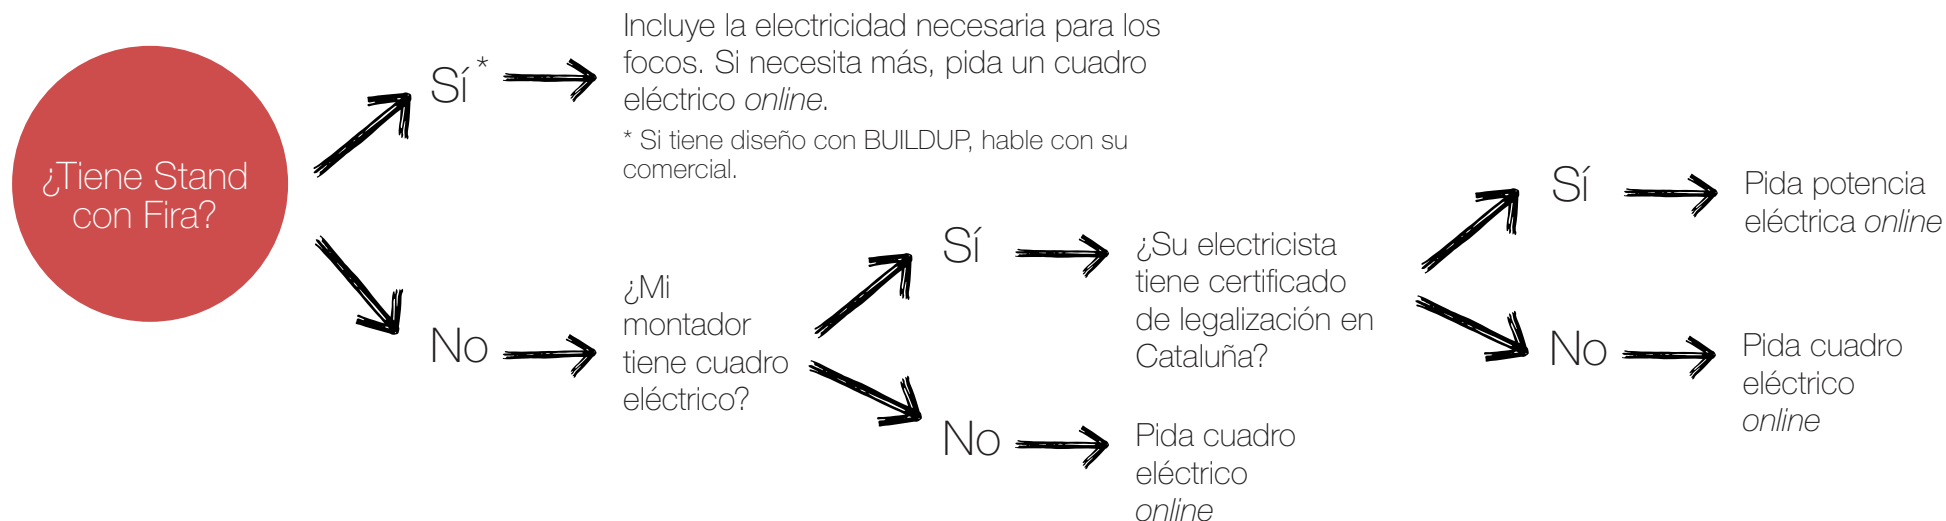 ¿Tiene Stand
con Fira?
Sí *
Incluye la electricidad necesaria para los
focos. Si necesita más, pida un cuadro
eléctrico online.
* Si tiene diseño con BUILDUP, hable con su
comercial.
No
¿Mi
montador
tiene cuadro
eléctrico?
Sí
¿Su electricista
tiene certificado
de legalización en
Cataluña?
Sí
Pida potencia
eléctrica online
No
Pida cuadro
eléctrico
online
No
Pida cuadro
eléctrico
online